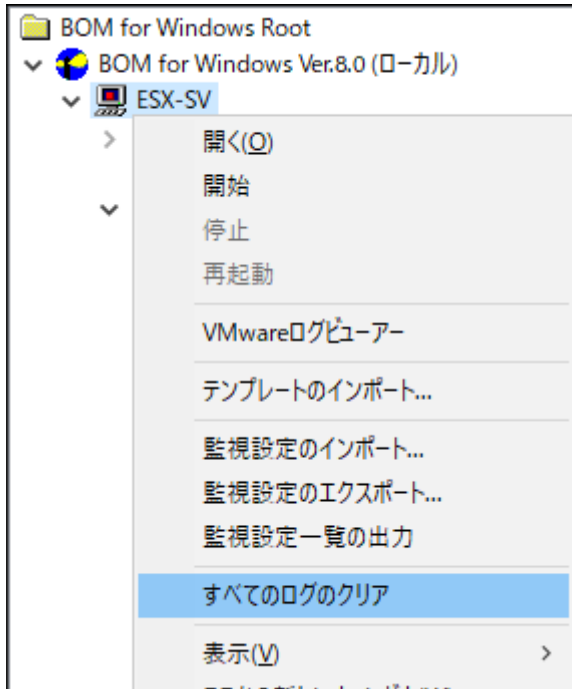 BOM for Windows Root
BOM for Windows Ver.8.0 (ローカル)
ESX-SV
開く(O)
開始
停止
再起動
VMwareログビューアー
テンプレートのインポート...
監視設定のインポート...
監視設定のエクスポート...
監視設定一覧の出力
すべてのログのクリア
表示(V)